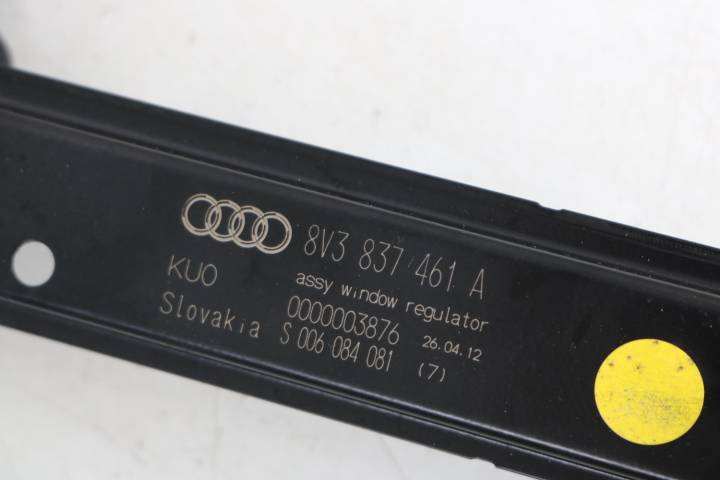 8V3 837 461 A
KUO assy window regulator
Slovakia 0000003876 26.04.12
S 006 084 081 (7)